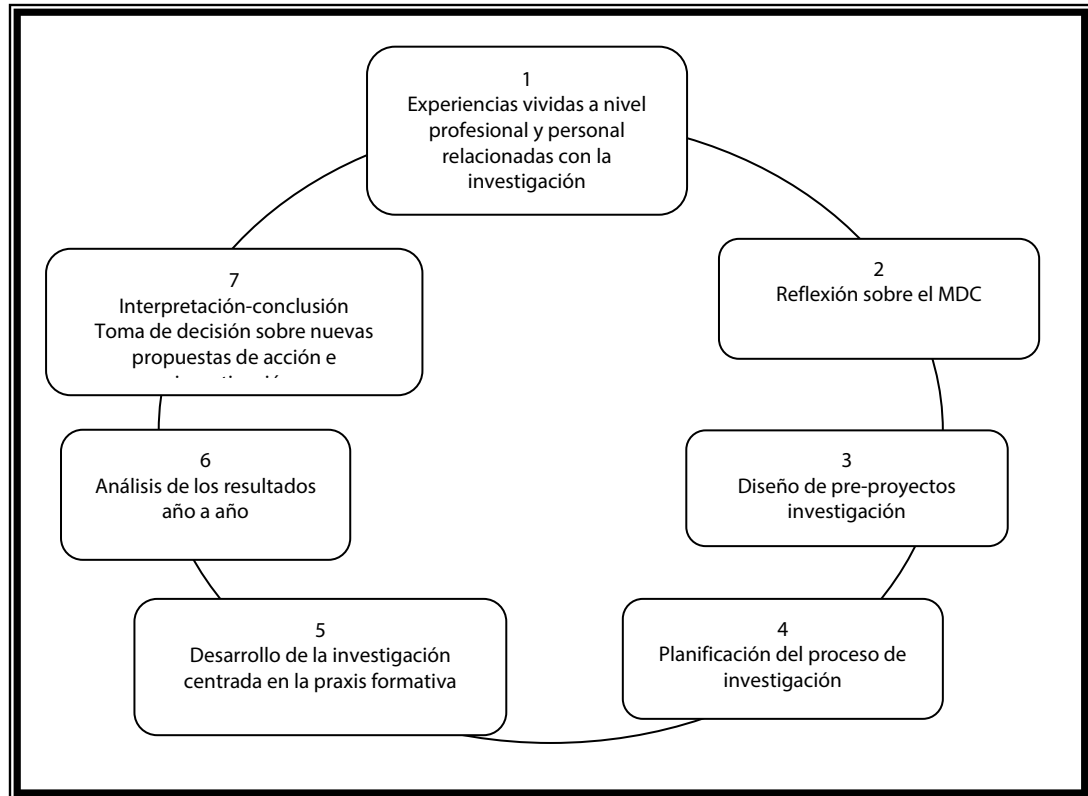 1
Experiencias vividas a nivel
profesional y personal
relacionadas con la
investigación
2
Reflexión sobre el MDC
3
Diseño de pre-proyectos
investigación
4
Planificación del proceso de
investigación
5
Desarrollo de la investigación
centrada en la praxis formativa
6
Análisis de los resultados
año a año
7
Interpretación-conclusión
Toma de decisión sobre nuevas
propuestas de acción e